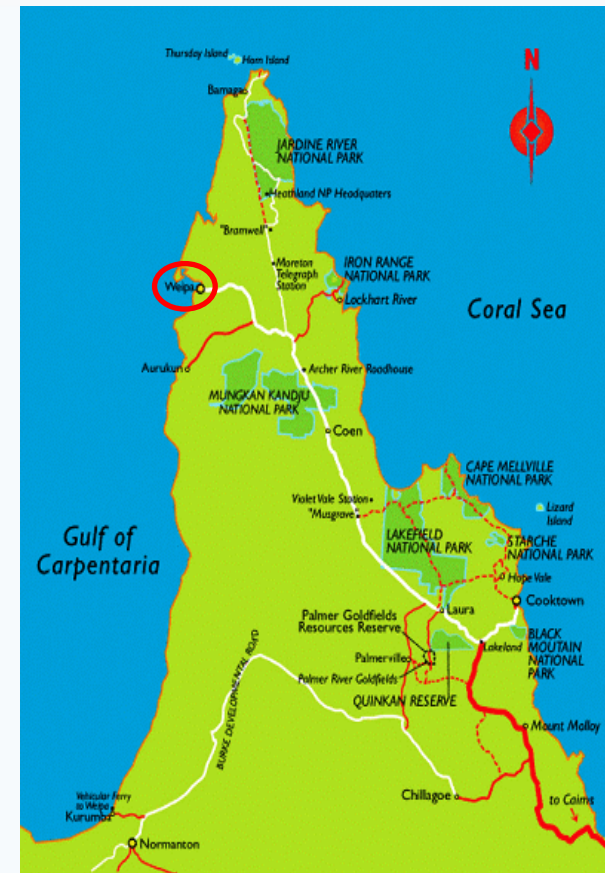 Thursday Island
Horn Island
N
Bamaga
JARDINE RIVER
NATIONAL PARK
Heathland NP Headquaters
"Bramwell"
Moreton
Telegraph
Station
IRON RANGE
NATIONAL PARK
Weipa
Lockhart River
Coral Sea
Aurukun
Archer River Roadhouse
MUNGKAN KANDJU
NATIONAL PARK
Coen
CAPE MELLVILLE
NATIONAL PARK
Violet Vale Station
"Musgrave
Lizard
Island
Gulf of
Carpentaria
LAKEFIELD
NATIONAL PARK
STARCHE
NATIONAL PARK
Hope Vale
Cooktown
Laura
Palmer Goldfields
Resources Reserve
BLACK
MOUTAIN
NATIONAL
PARK
Lakeland
Palmerville
Palmer River Goldfields
QUINKAN RESERVE
BURKE DEVELOPMENTAL ROAD
Mount Molloy
Chillagoe
to Cairns
Vehicular Ferry
to Weipa
Kurumba
Normanton